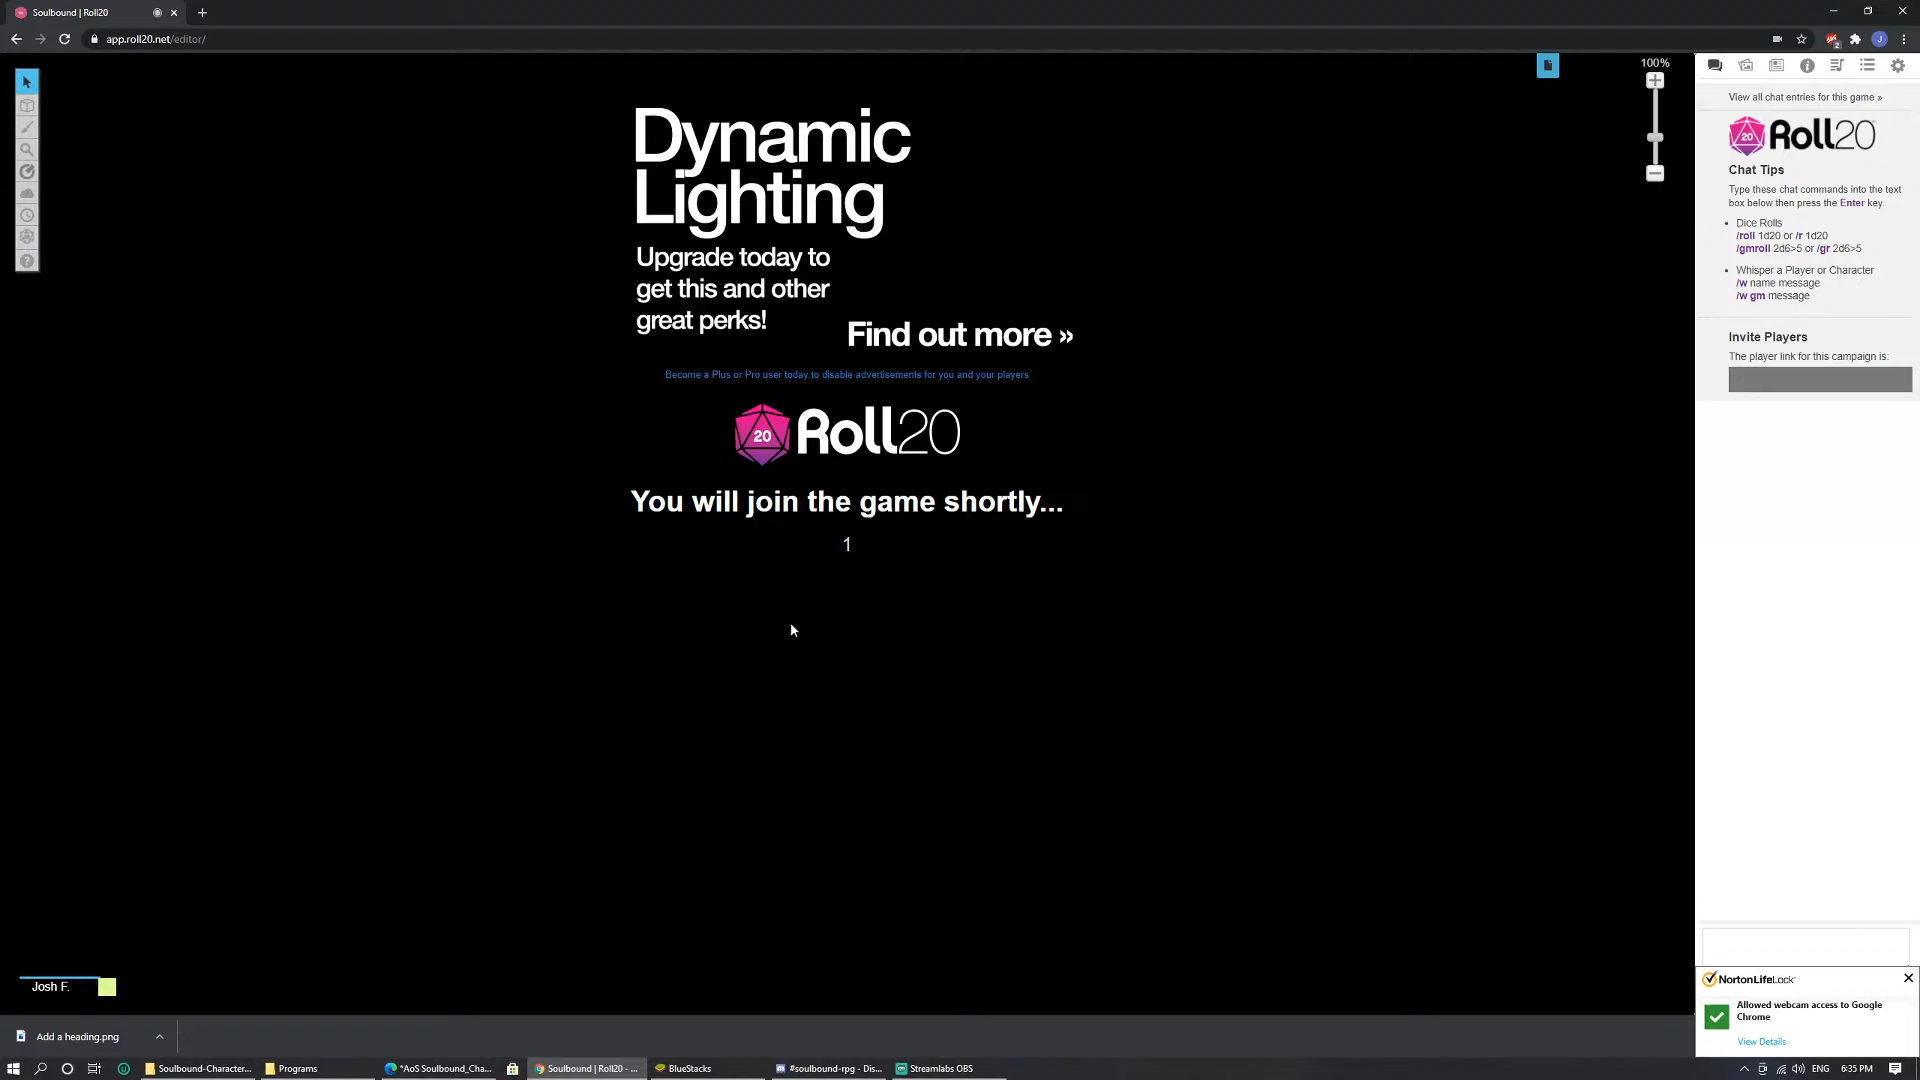 Soulbound | Roll20
app.roll20.net/editor/
2
J
100%
Dynamic
Lighting
Upgrade today to
get this and other
great perks!
Find out more »
Become a Plus or Pro user today to disable advertisements for you and your players
20 Roll20
You will join the game shortly...
1
View all chat entries for this game »
20 Roll20
Chat Tips
Type these chat commands into the text
box below then press the Enter key.
• Dice Rolls
/roll 1d20 or /r 1d20
/gmroll 2d6>5 or /gr 2d6>5
• Whisper a Player or Character
/w name message
/w gm message
Invite Players
The player link for this campaign is:
Josh F.
NortonLifeLock
Allowed webcam access to Google
Chrome
View Details
Add a heading.png
Soulbound-Character...
Programs
*AoS Soulbound_Cha...
Soulbound | Roll20 - ...
BlueStacks
#soulbound-rpg - Dis...
Streamlabs OBS
ENG
6:35 PM